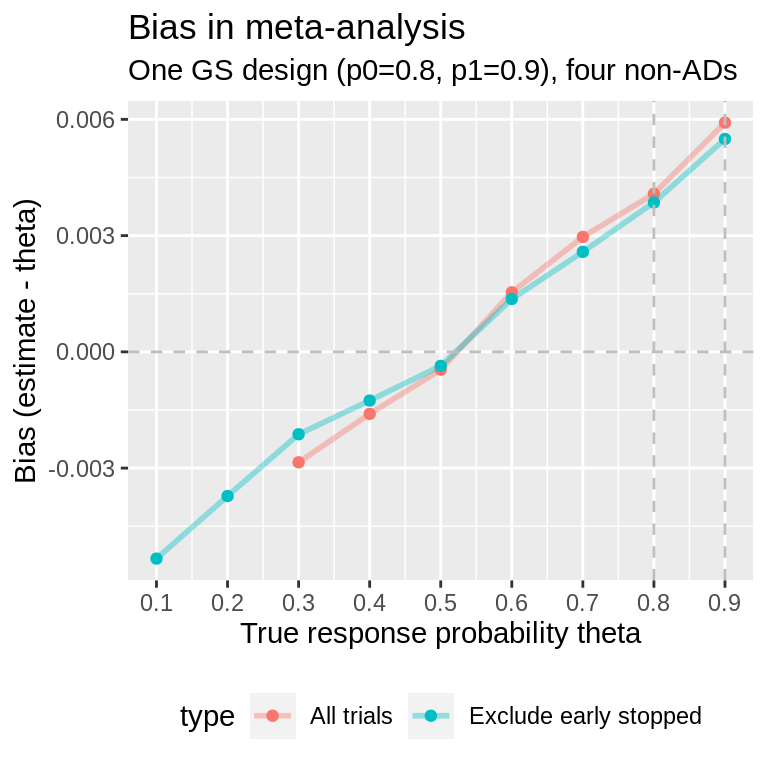 Bias in meta-analysis
One GS design (p0=0.8, p1=0.9), four non-ADs
Bias (estimate - theta)
0.006
0.003
0.000
-0.003
0.1 0.2 0.3 0.4 0.5 0.6 0.7 0.8 0.9
True response probability theta
type All trials Exclude early stopped